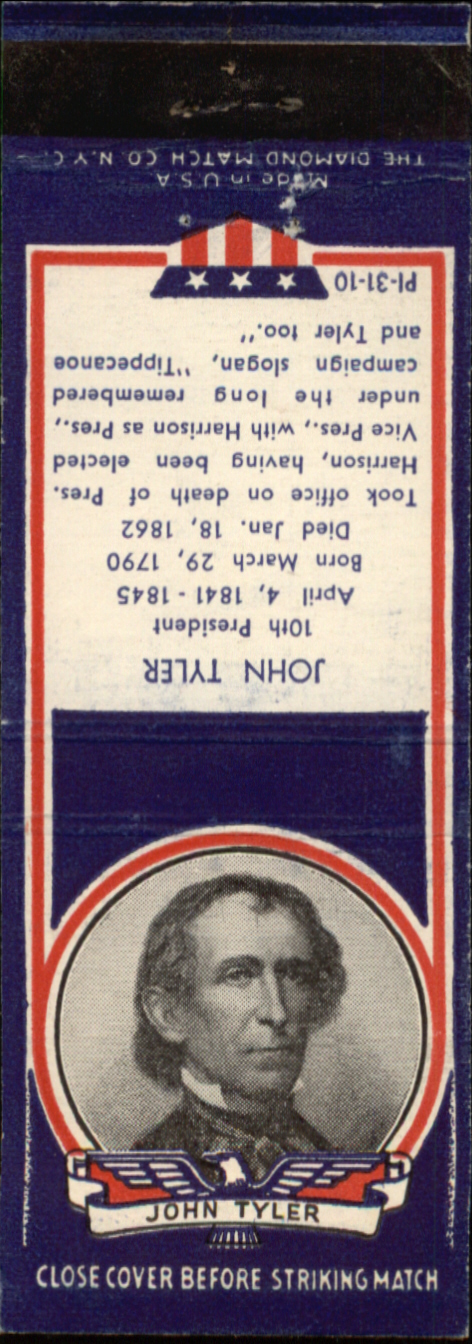 JOHN TYLER
CLOSE COVER BEFORE STRIKING MATCH
JOHN TYLER
10th President
April 4, 1841 - 1845
Born March 29, 1790
Died Jan. 18, 1862
Took office on death of Pres.
Harrison, having been elected
Vice Pres., with Harrison as Pres.,
under the long remembered
campaign slogan, "Tippecanoe
and Tyler too."
PI-31-10
Made in U.S.A.
THE DIAMOND MATCH CO. N.Y.C.